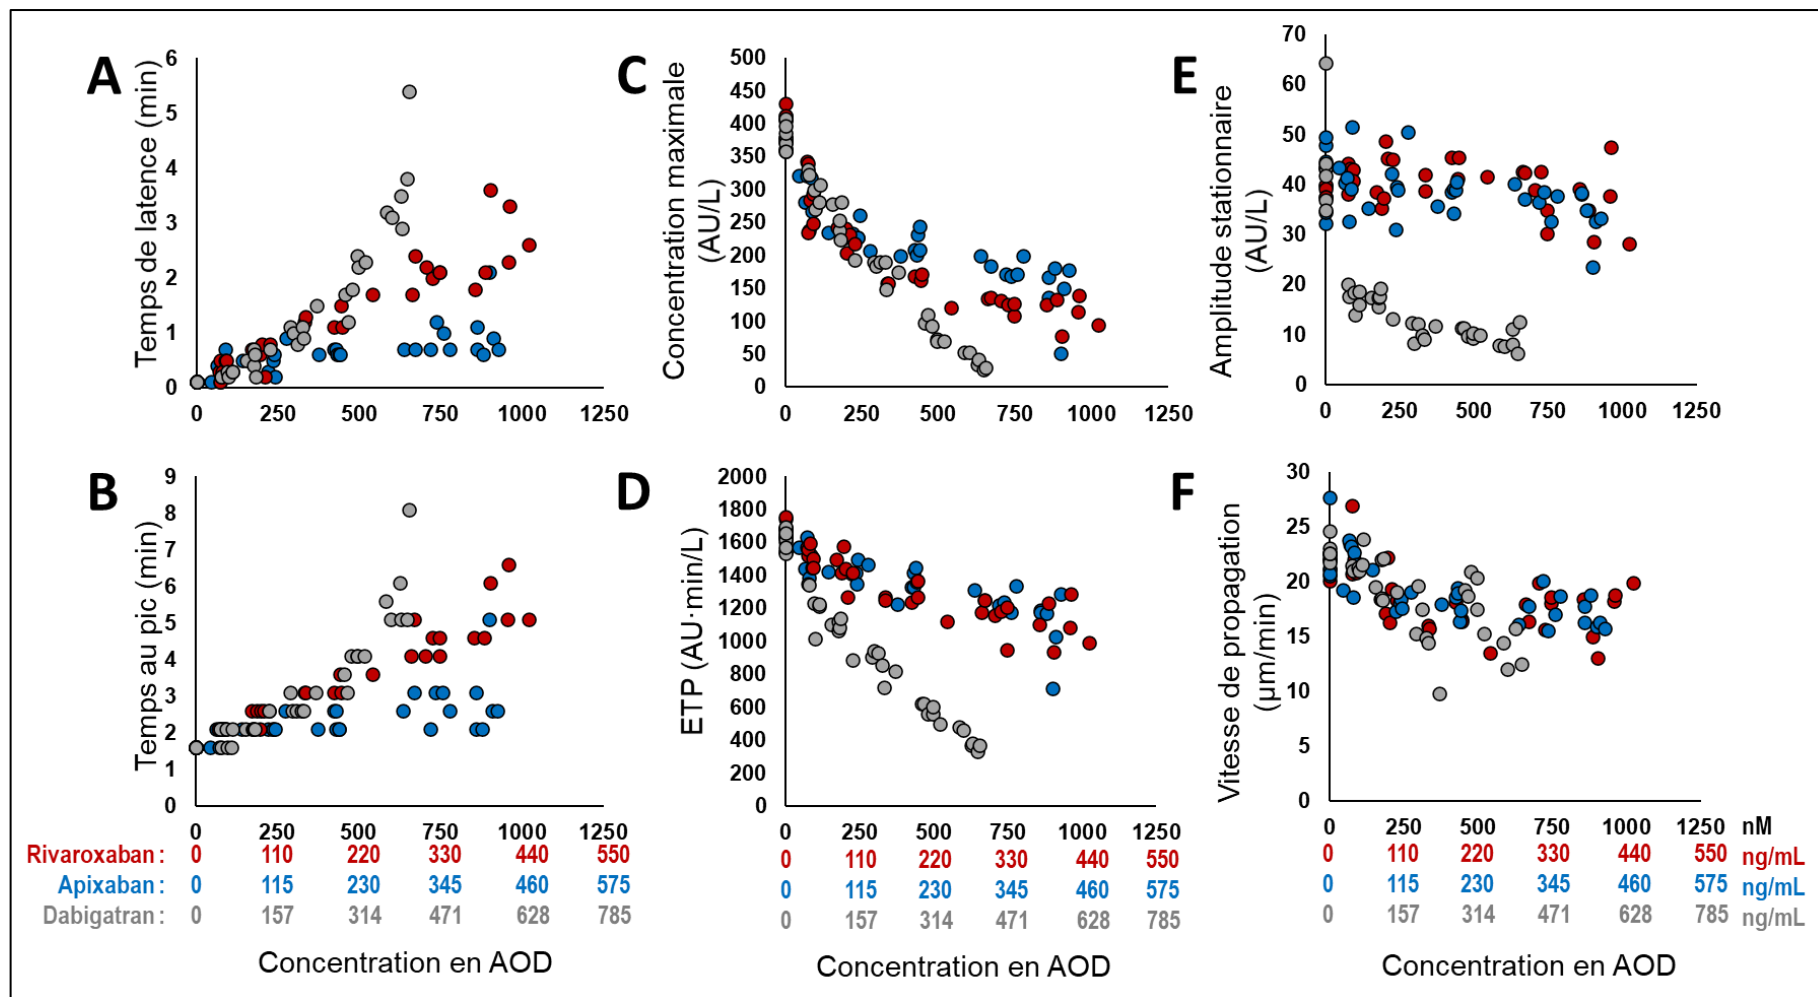 A
Temps de latence (min)
6
5
4
3
2
1
0
0 250 500 750 1000 1250
C
Concentration maximale
(AU/L)
500
450
400
350
300
250
200
150
100
50
0
0 250 500 750 1000 1250
E
Amplitude stationnaire
(AU/L)
70
60
50
40
30
20
10
0
0 250 500 750 1000 1250
B
Temps au pic (min)
9
8
7
6
5
4
3
2
1
0
0 250 500 750 1000 1250
D
ETP (AU·min/L)
2000
1800
1600
1400
1200
1000
800
600
400
200
0
0 250 500 750 1000 1250
F
Vitesse de propagation
(µm/min)
30
25
20
15
10
5
0
0 250 500 750 1000 1250 nM
Rivaroxaban : 0 110 220 330 440 550 0 110 220 330 440 550 0 110 220 330 440 550 ng/mL
Apixaban : 0 115 230 345 460 575 0 115 230 345 460 575 0 115 230 345 460 575 ng/mL
Dabigatran : 0 157 314 471 628 785 0 157 314 471 628 785 0 157 314 471 628 785 ng/mL
Concentration en AOD Concentration en AOD Concentration en AOD